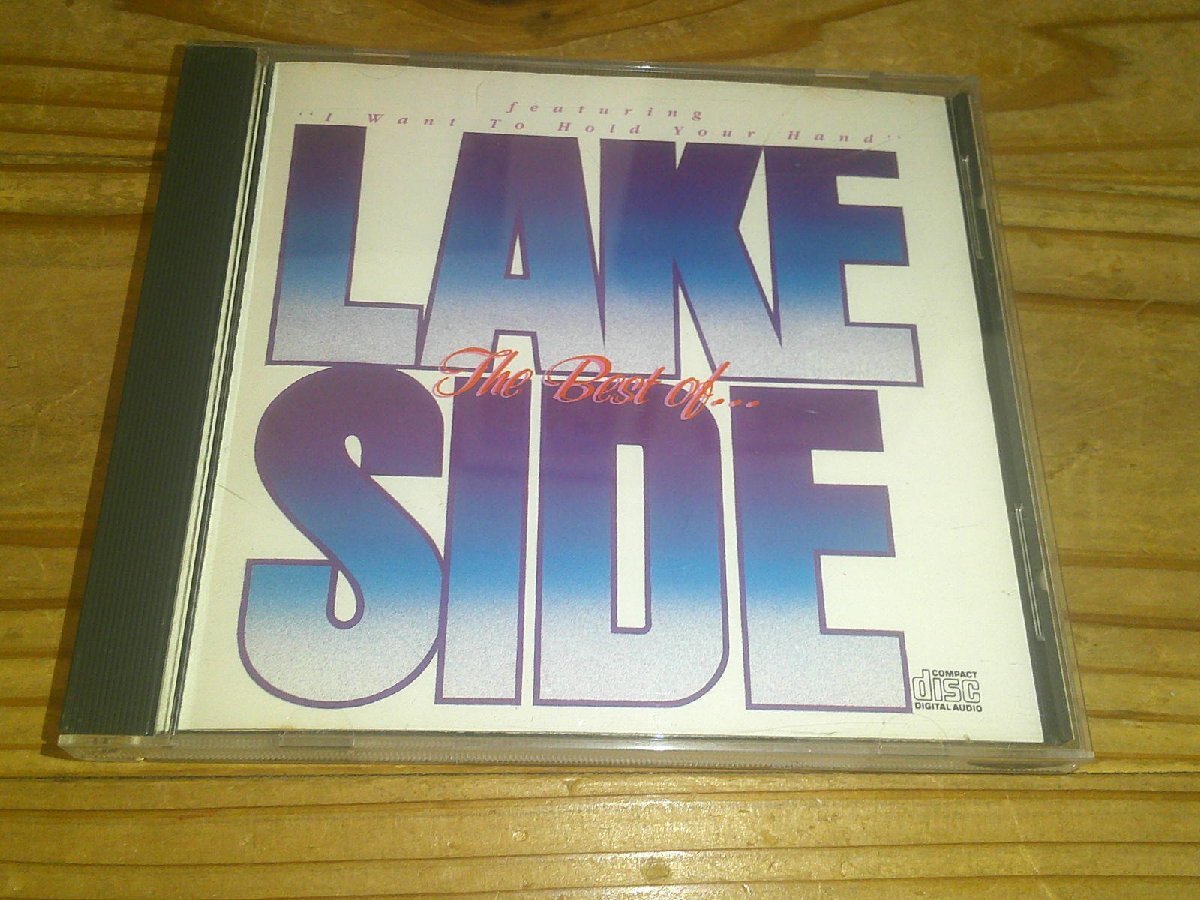 featuring
"I Want To Hold Your Hand"
LAKE
The Best of...
SIDE
COMPACT
disc
DIGITAL AUDIO